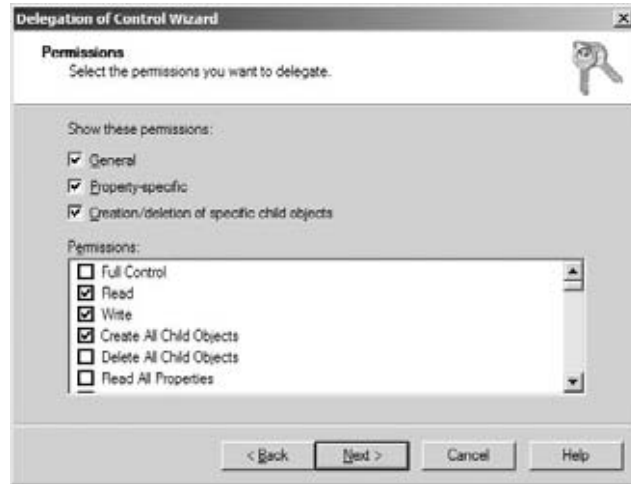 Delegation of Control Wizard
Permissions
Select the permissions you want to delegate.
Show these permissions:
General
Property-specific
Creation/deletion of specific child objects
Permissions:
Full Control
Read
Write
Create All Child Objects
Delete All Child Objects
Read All Properties
< Back Next > Cancel Help